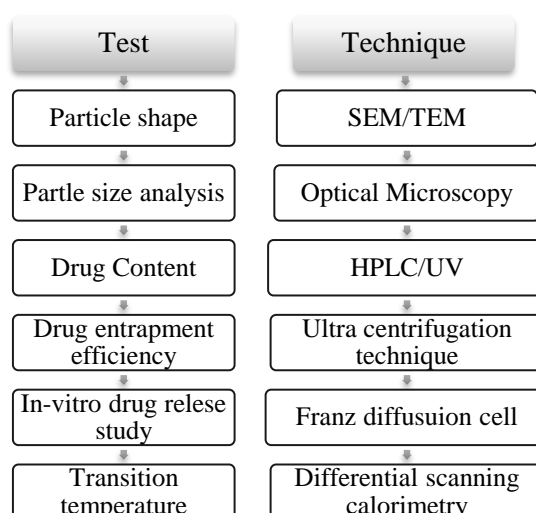 Test
Technique
Particle shape
SEM/TEM
Partle size analysis
Optical Microscopy
Drug Content
HPLC/UV
Drug entrapment
efficiency
Ultra centrifugation
technique
In-vitro drug relese
study
Franz diffusuion cell
Transition
temperature
Differential scanning
calorimetry